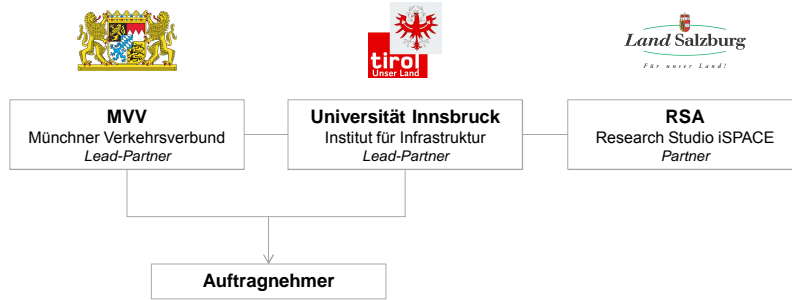 tirol
Unser Land
Land Salzburg
Für unser Land!
MVV
Münchner Verkehrsverbund
Lead-Partner
Universität Innsbruck
Institut für Infrastruktur
Lead-Partner
RSA
Research Studio iSPACE
Partner
Auftragnehmer